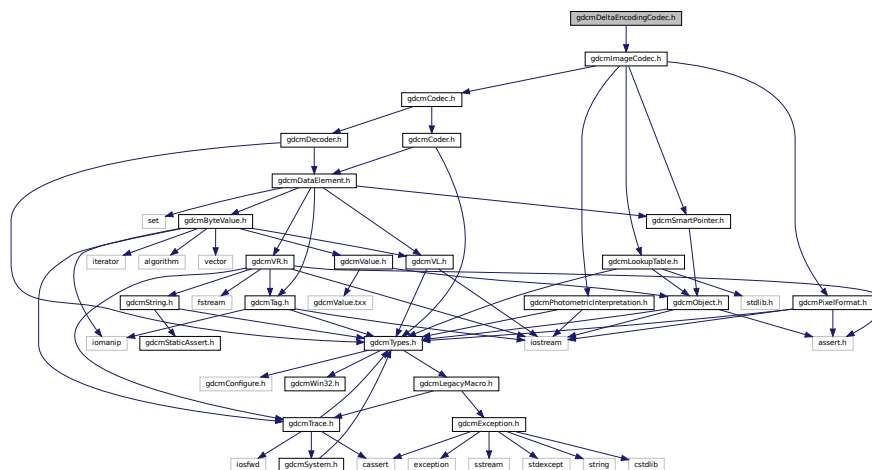 gdcmDeltaEncodingCodec.h
gdcmImageCodec.h
gdcmCodec.h
gdcmDecoder.h
gdcmCoder.h
gdcmDataElement.h
set
gdcmByteValue.h
gdcmSmartPointer.h
iterator
algorithm
vector
gdcmVR.h
gdcmValue.h
gdcmVL.h
gdcmLookupTable.h
gdcmString.h
fstream
gdcmTag.h
gdcmValue.txx
gdcmPhotometricInterpretation.h
gdcmObject.h
stdlib.h
gdcmPixelFormat.h
iomanip
gdcmStaticAssert.h
gdcmTypes.h
iostream
assert.h
gdcmConfigure.h
gdcmWin32.h
gdcmLegacyMacro.h
gdcmTrace.h
gdcmException.h
iosfwd
gdcmSystem.h
cassert
exception
sstream
stdexcept
string
cstdlib